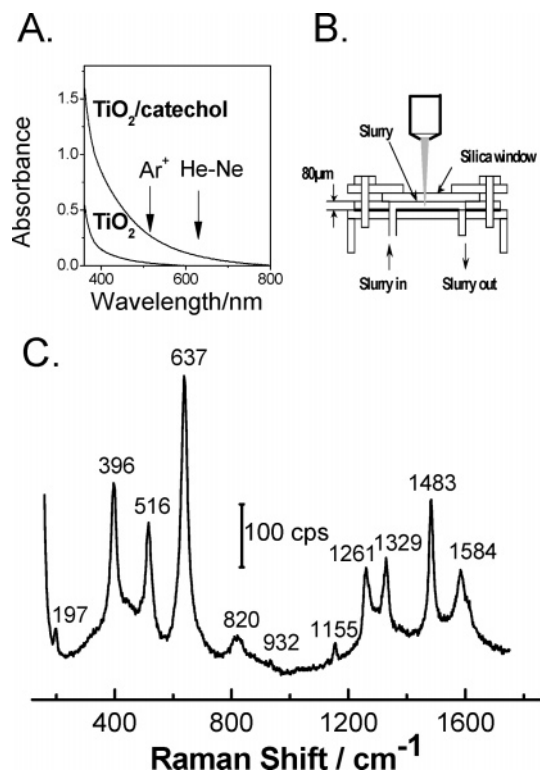 A.
B.
Absorbance
1.5
1.0
0.5
0.0
TiO2/catechol
Ar+ He-Ne
TiO2
400 600 800
Wavelength/nm
Slurry
Silica window
80μm
Slurry in
Slurry out
C.
637
396
516
100 cps
197
820
932
1155
1261
1329
1483
1584
400 800 1200 1600
Raman Shift / cm-1